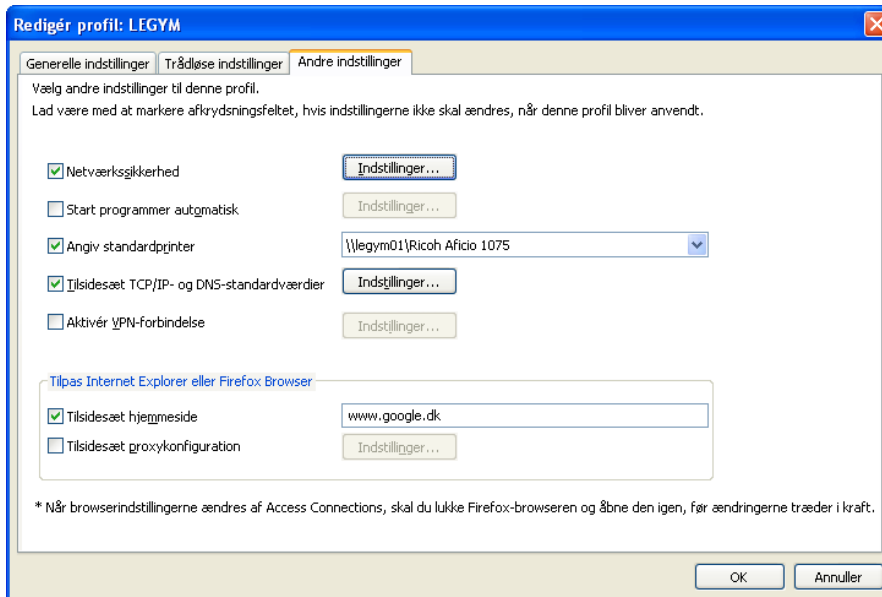 Redigér profil: LEGYM
Generelle indstillinger Trådløse indstillinger Andre indstillinger
Vælg andre indstillinger til denne profil.
Lad være med at markere afkrydsningsfeltet, hvis indstillingerne ikke skal ændres, når denne profil bliver anvendt.
Netværkssikkerhed Indstillinger...
Start programmer automatisk Indstillinger...
Angiv standardprinter \\legym01\Ricoh Aficio 1075
Tilsidesæt TCP/IP- og DNS-standardværdier Indstillinger...
Aktivér VPN-forbindelse Indstillinger...
Tilpas Internet Explorer eller Firefox Browser
Tilsidesæt hjemmeside www.google.dk
Tilsidesæt proxykonfiguration Indstillinger...
* Når browserindstillingerne ændres af Access Connections, skal du lukke Firefox-browseren og åbne den igen, før ændringerne træder i kraft.
OK Annuller